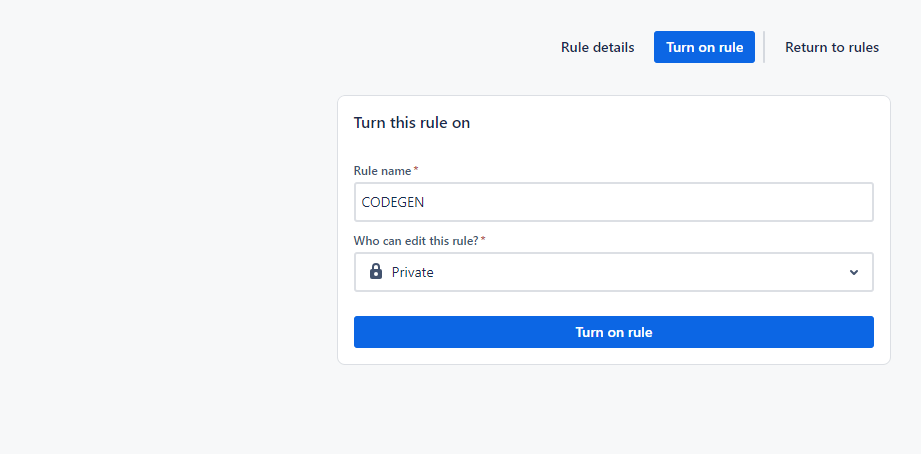 Rule details Turn on rule Return to rules
Turn this rule on
Rule name *
CODEGEN
Who can edit this rule? *
Private
Turn on rule